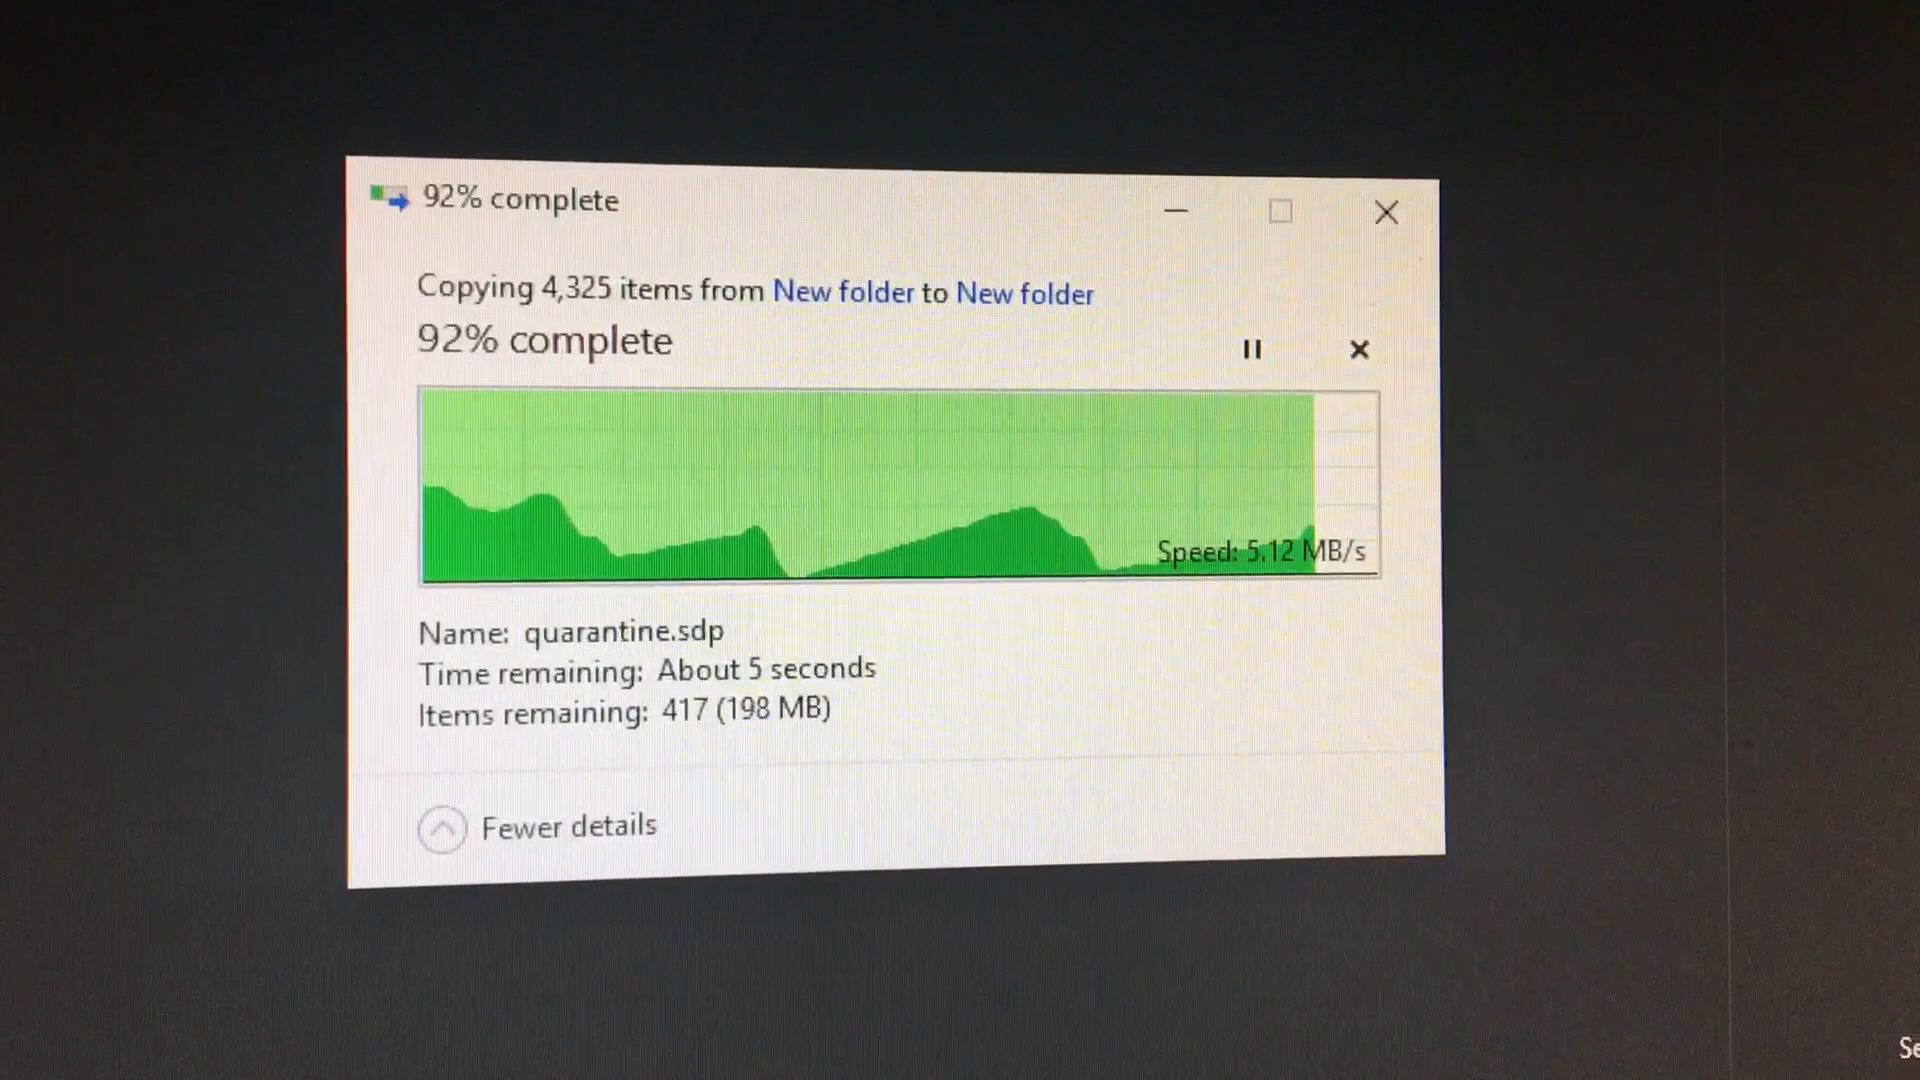 92% complete
Copying 4,325 items from New folder to New folder
92% complete
Speed: 5.12 MB/s
Name: quarantine.sdp
Time remaining: About 5 seconds
Items remaining: 417 (198 MB)
Fewer details
Se